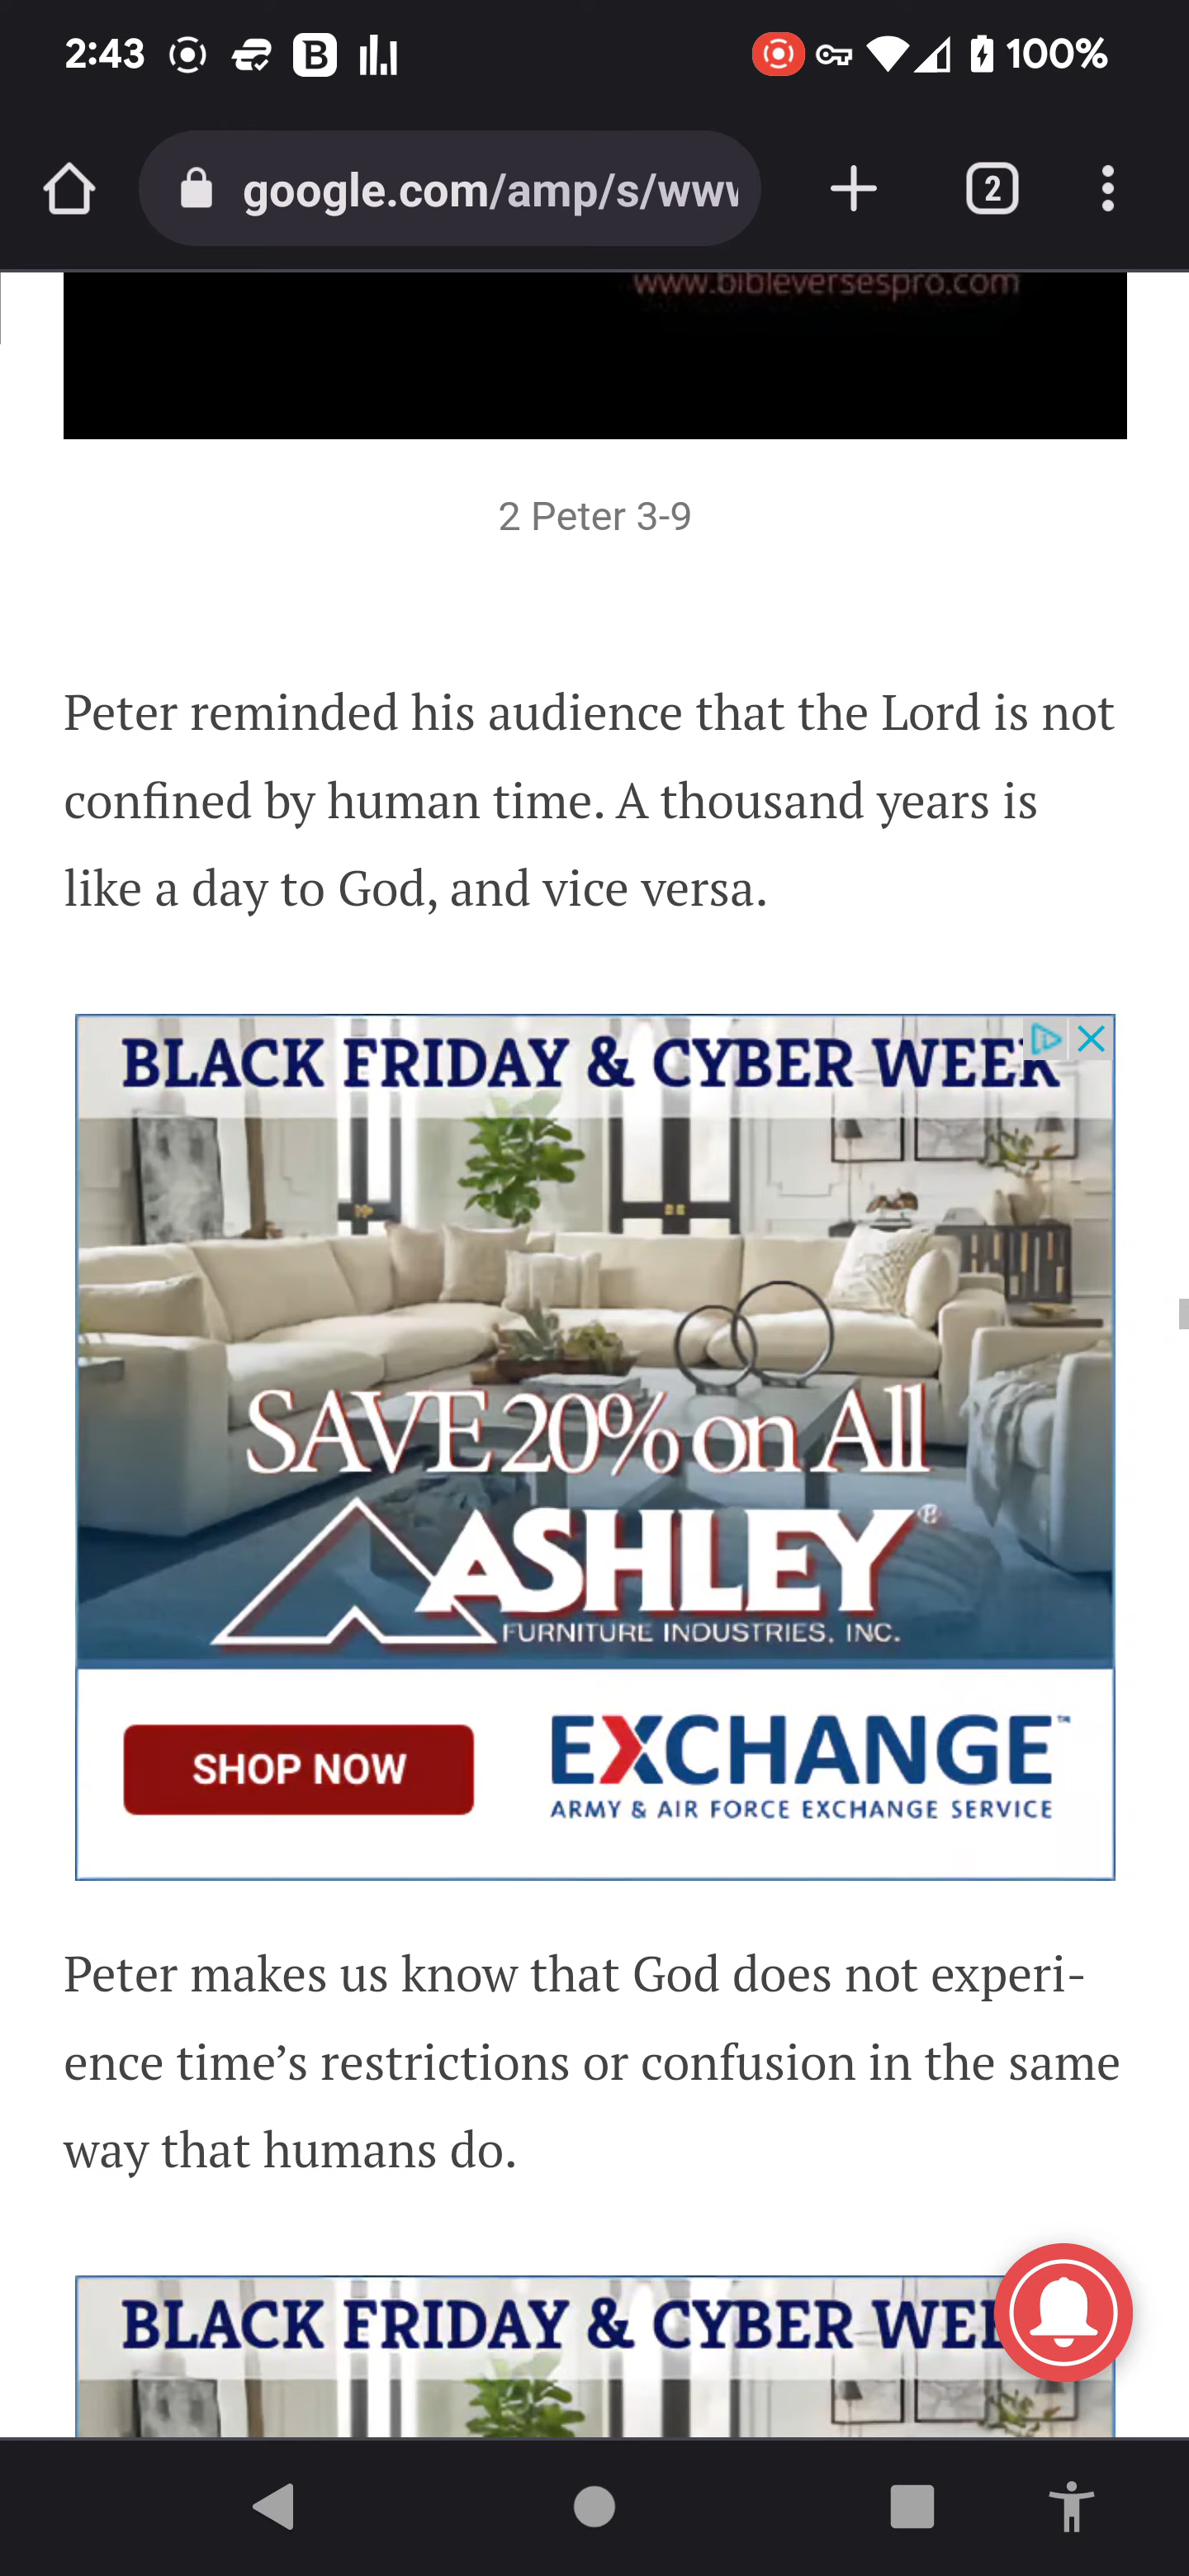 2:43
B
100%
google.com/amp/s/www
2
www.bibleversespro.com
2 Peter 3-9
Peter reminded his audience that the Lord is not
confined by human time. A thousand years is
like a day to God, and vice versa.
BLACK FRIDAY & CYBER WEEK
SAVE 20% on All
ASHLEY®
FURNITURE INDUSTRIES, INC.
SHOP NOW
EXCHANGE™
ARMY & AIR FORCE EXCHANGE SERVICE
Peter makes us know that God does not experi-
ence time’s restrictions or confusion in the same
way that humans do.
BLACK FRIDAY & CYBER